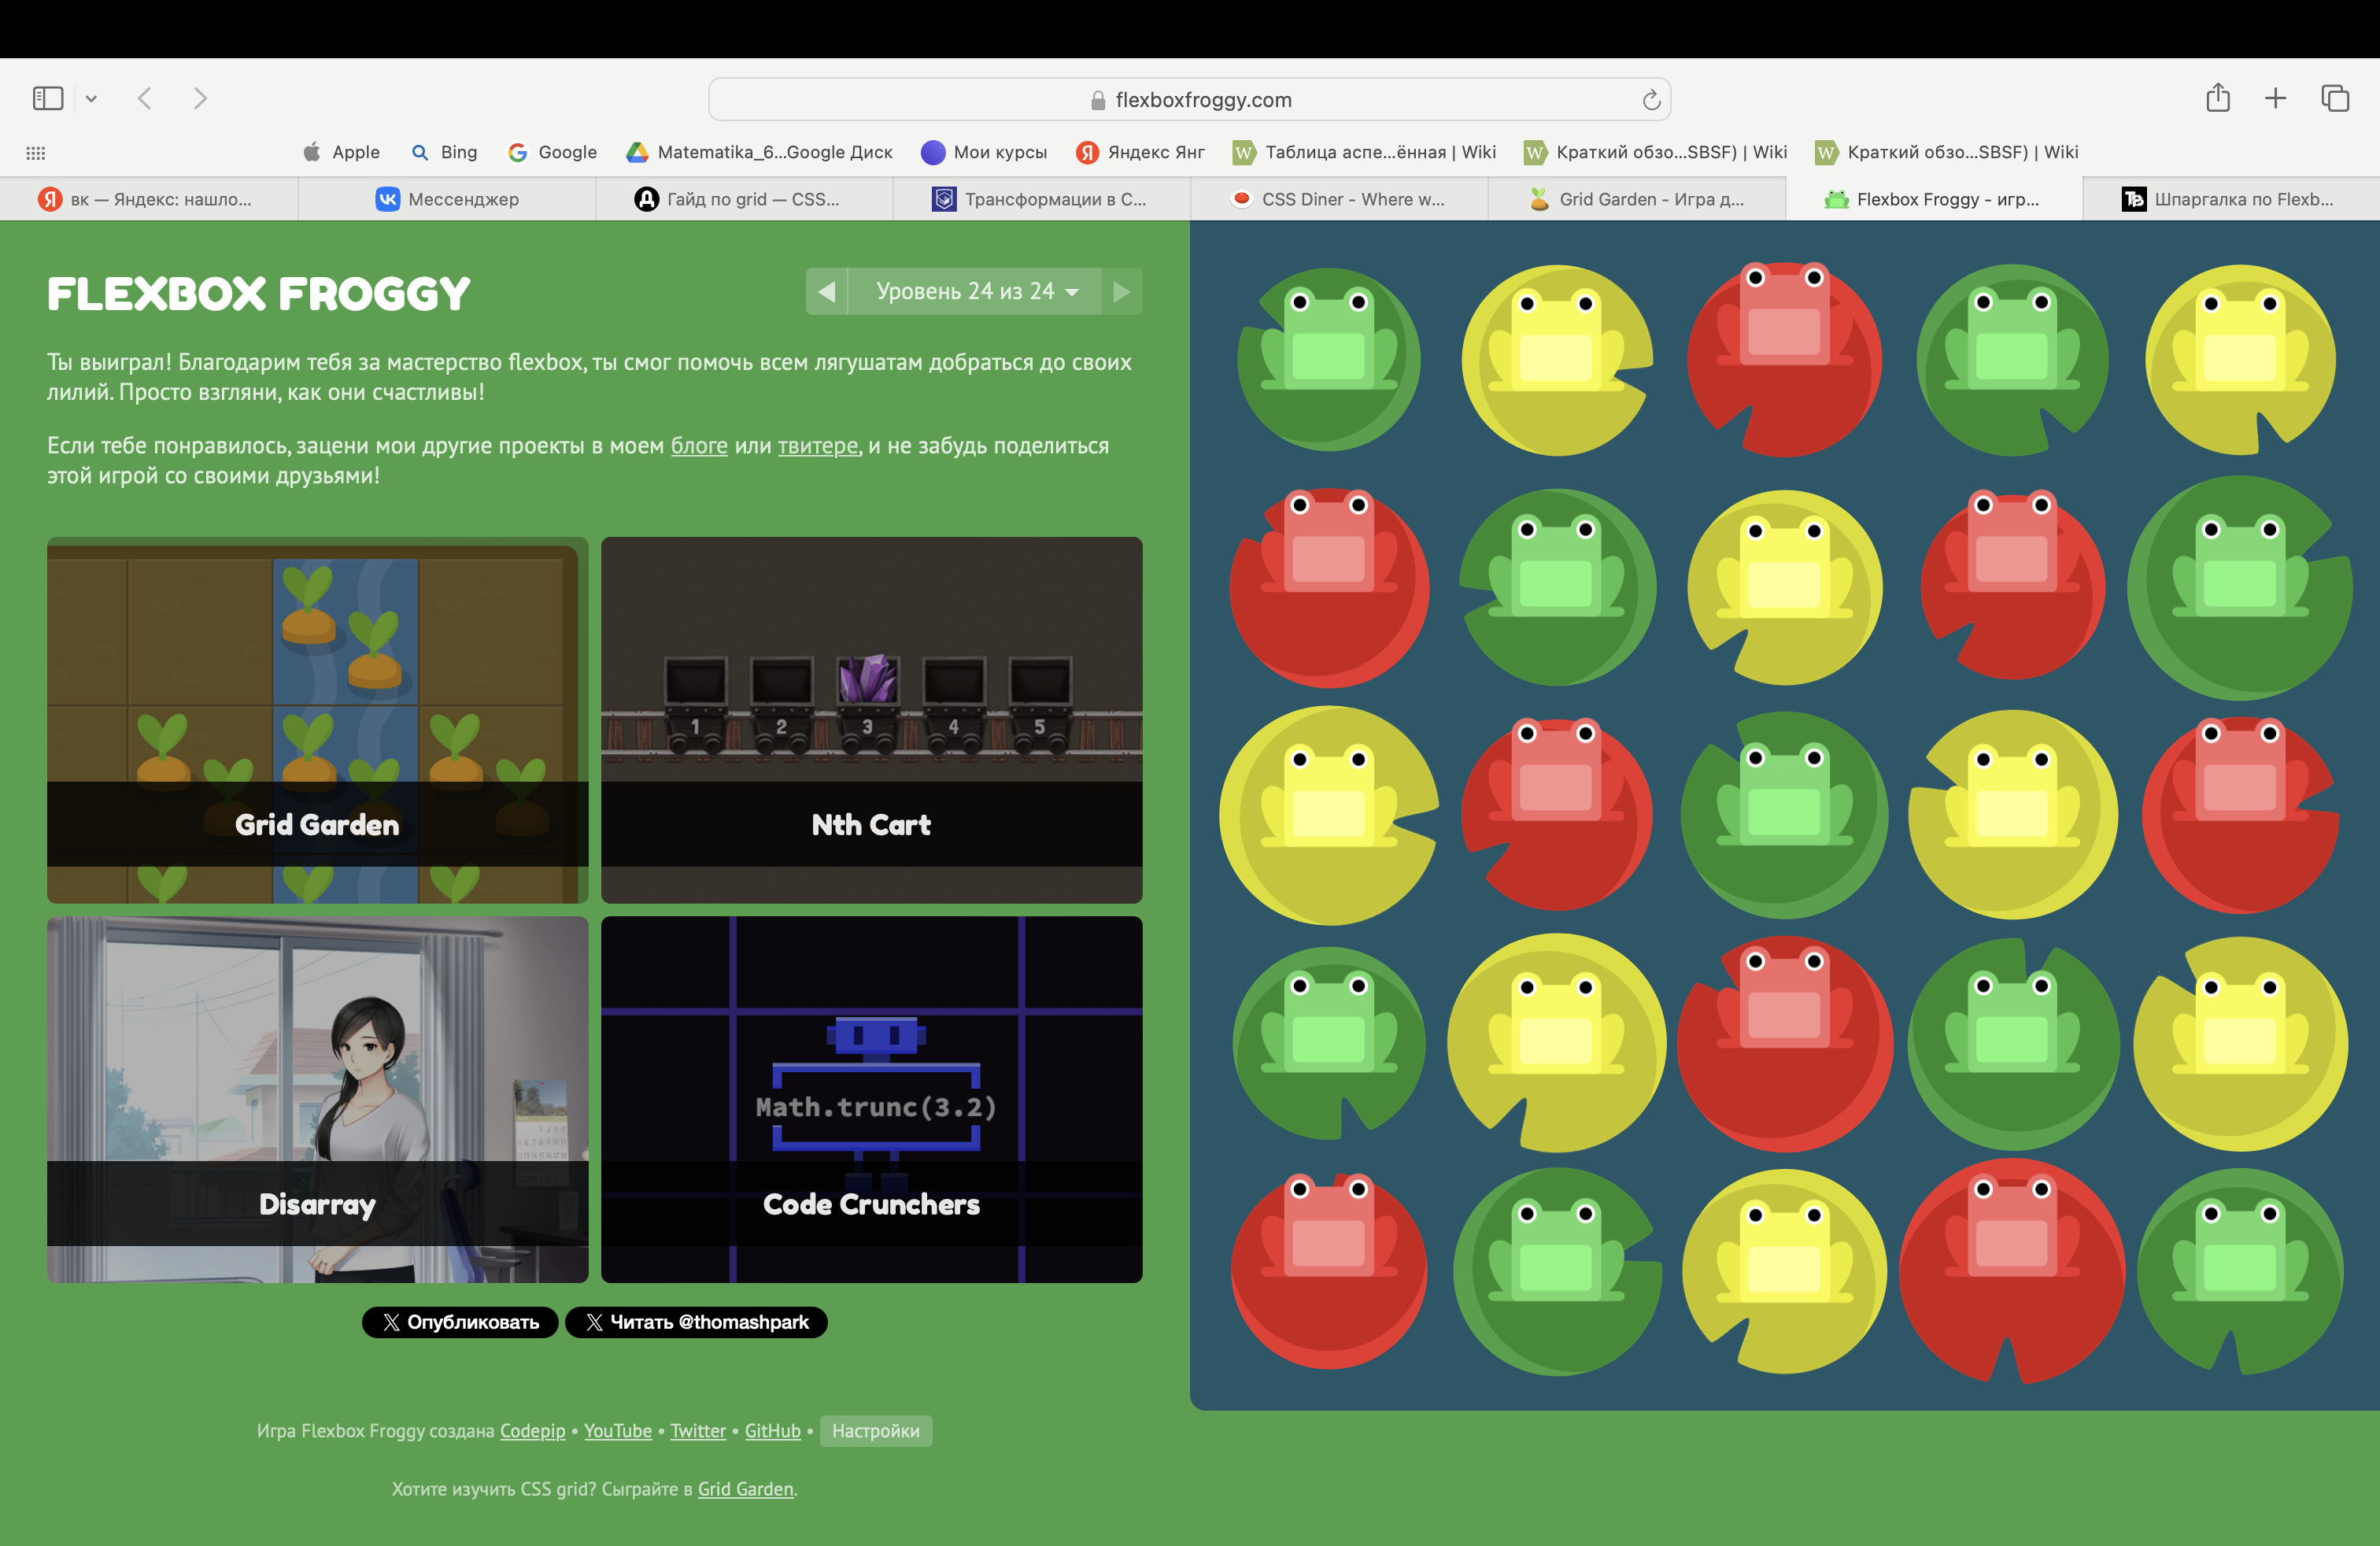 flexboxfroggy.com
Apple
Bing
Google
Matematika_6...Google Диск
Мои курсы
Яндекс Янг
Таблица аспе...ённая | Wiki
Краткий обзо...SBSF) | Wiki
Краткий обзо...SBSF) | Wiki
вк — Яндекс: нашло...
Мессенджер
Гайд по grid — CSS...
Трансформации в C...
CSS Diner - Where w...
Grid Garden - Игра д...
Flexbox Froggy - игр...
Шпаргалка по Flexb...
FLEXBOX FROGGY
Уровень 24 из 24
Ты выиграл! Благодарим тебя за мастерство flexbox, ты смог помочь всем лягушатам добраться до своих
лилий. Просто взгляни, как они счастливы!
Если тебе понравилось, зацени мои другие проекты в моем блоге или твитере, и не забудь поделиться
этой игрой со своими друзьями!
Grid Garden
1 2 3 4 5
Nth Cart
Disarray
Math.trunc(3.2)
Code Crunchers
Опубликовать
Читать @thomashpark
Игра Flexbox Froggy создана Codepip • YouTube • Twitter • GitHub • Настройки
Хотите изучить CSS grid? Сыграйте в Grid Garden.